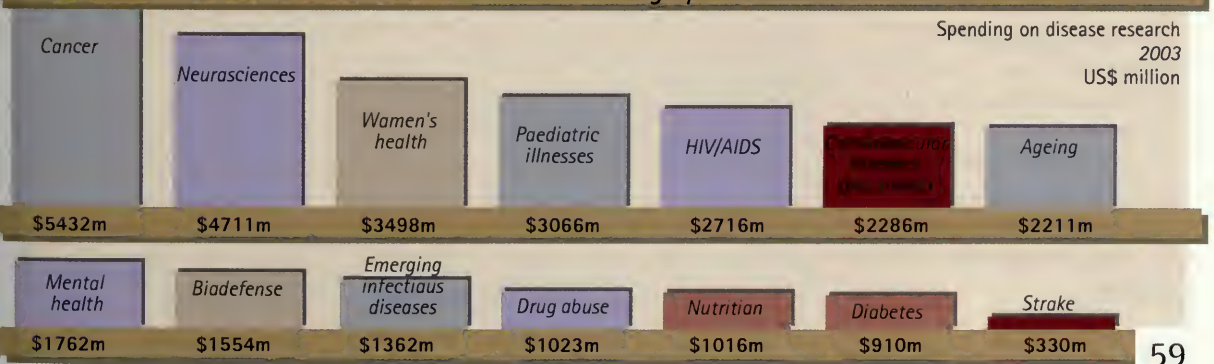 Spending on disease research
2003
US$ million
Cancer
Neurasciences
Wamen's
health
Paediatric
illnesses
HIV/AIDS
Ageing
$5432m
$4711m
$3498m
$3066m
$2716m
$2286m
$2211m
Mental
health
Biadefense
Emerging
infectiaus
diseases
Drug abuse
Nutritian
Diabetes
Strake
$1762m
$1554m
$1362m
$1023m
$1016m
$910m
$330m
59